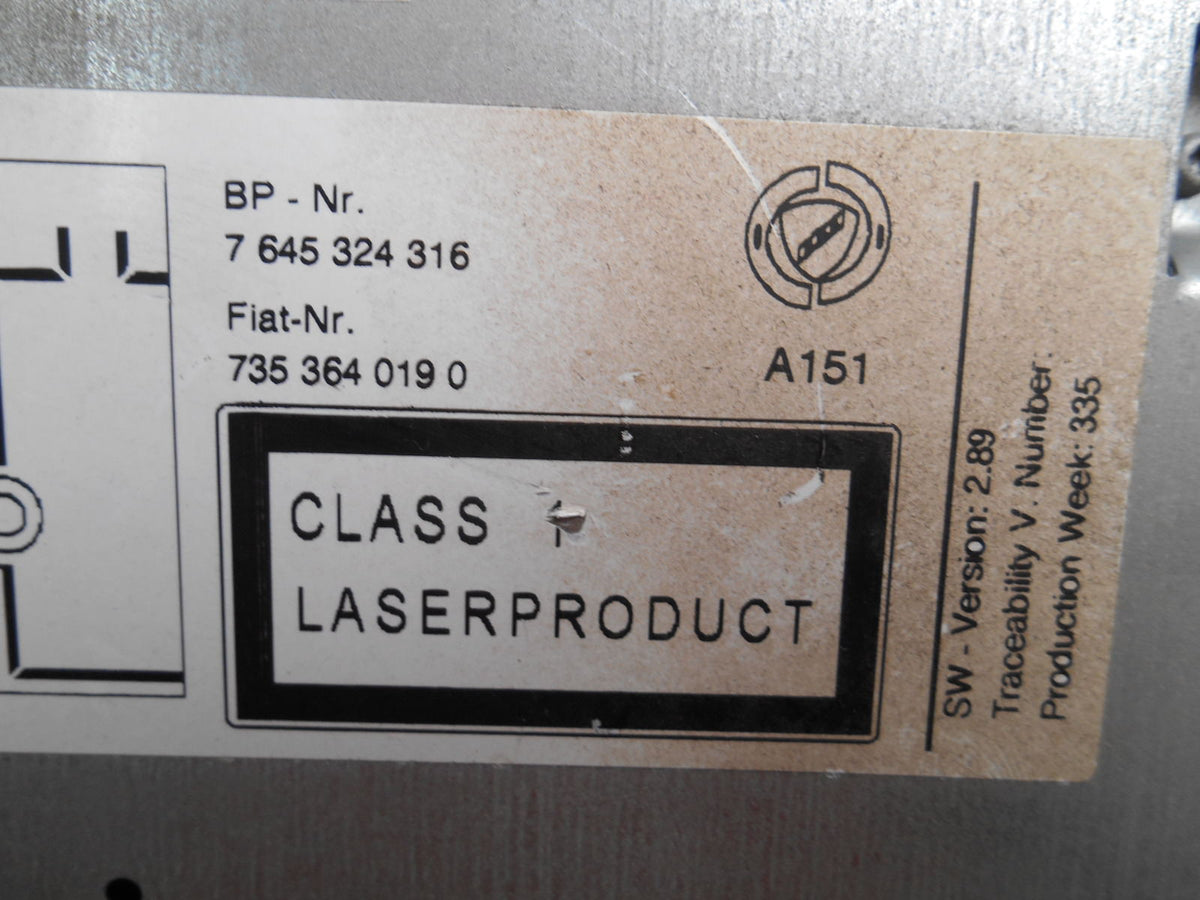 BP - Nr.
7 645 324 316
Fiat-Nr.
735 364 019 0
A151
CLASS 1
LASERPRODUCT
SW - Version: 2.89
Traceability V. Number:
Production Week: 335